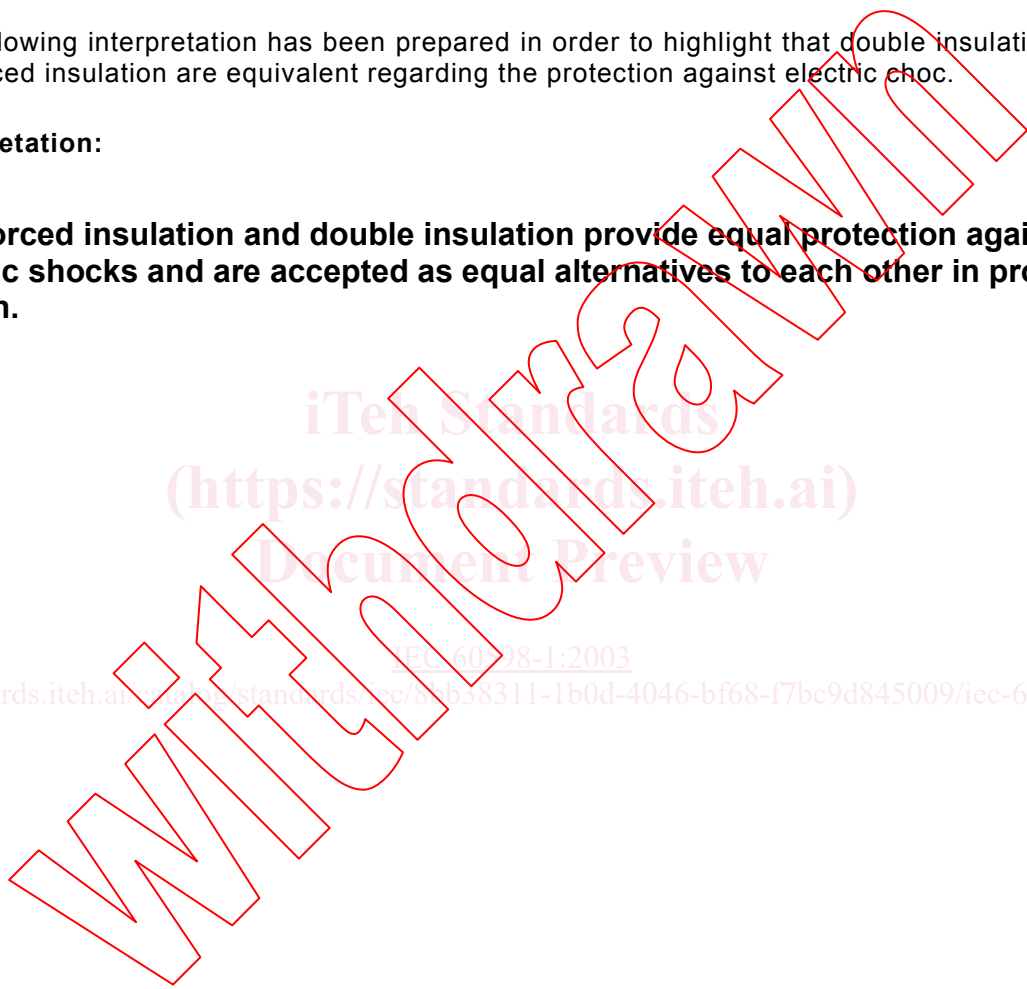 lowing interpretation has been prepared in order to highlight that double insulati
ced insulation are equivalent regarding the protection against electric choc.
etation:
orced insulation and double insulation provide equal protection agai
ic shocks and are accepted as equal alternatives to each other in pro
n.
iTeh Standards
(https://standards.iteh.ai)
Document Preview
IEC 60598-1:2003
rds.iteh.ai/catalog/standards/iec/8bb38311-1b0d-4046-bf68-f7bc9d845009/iec-6
withdrawn